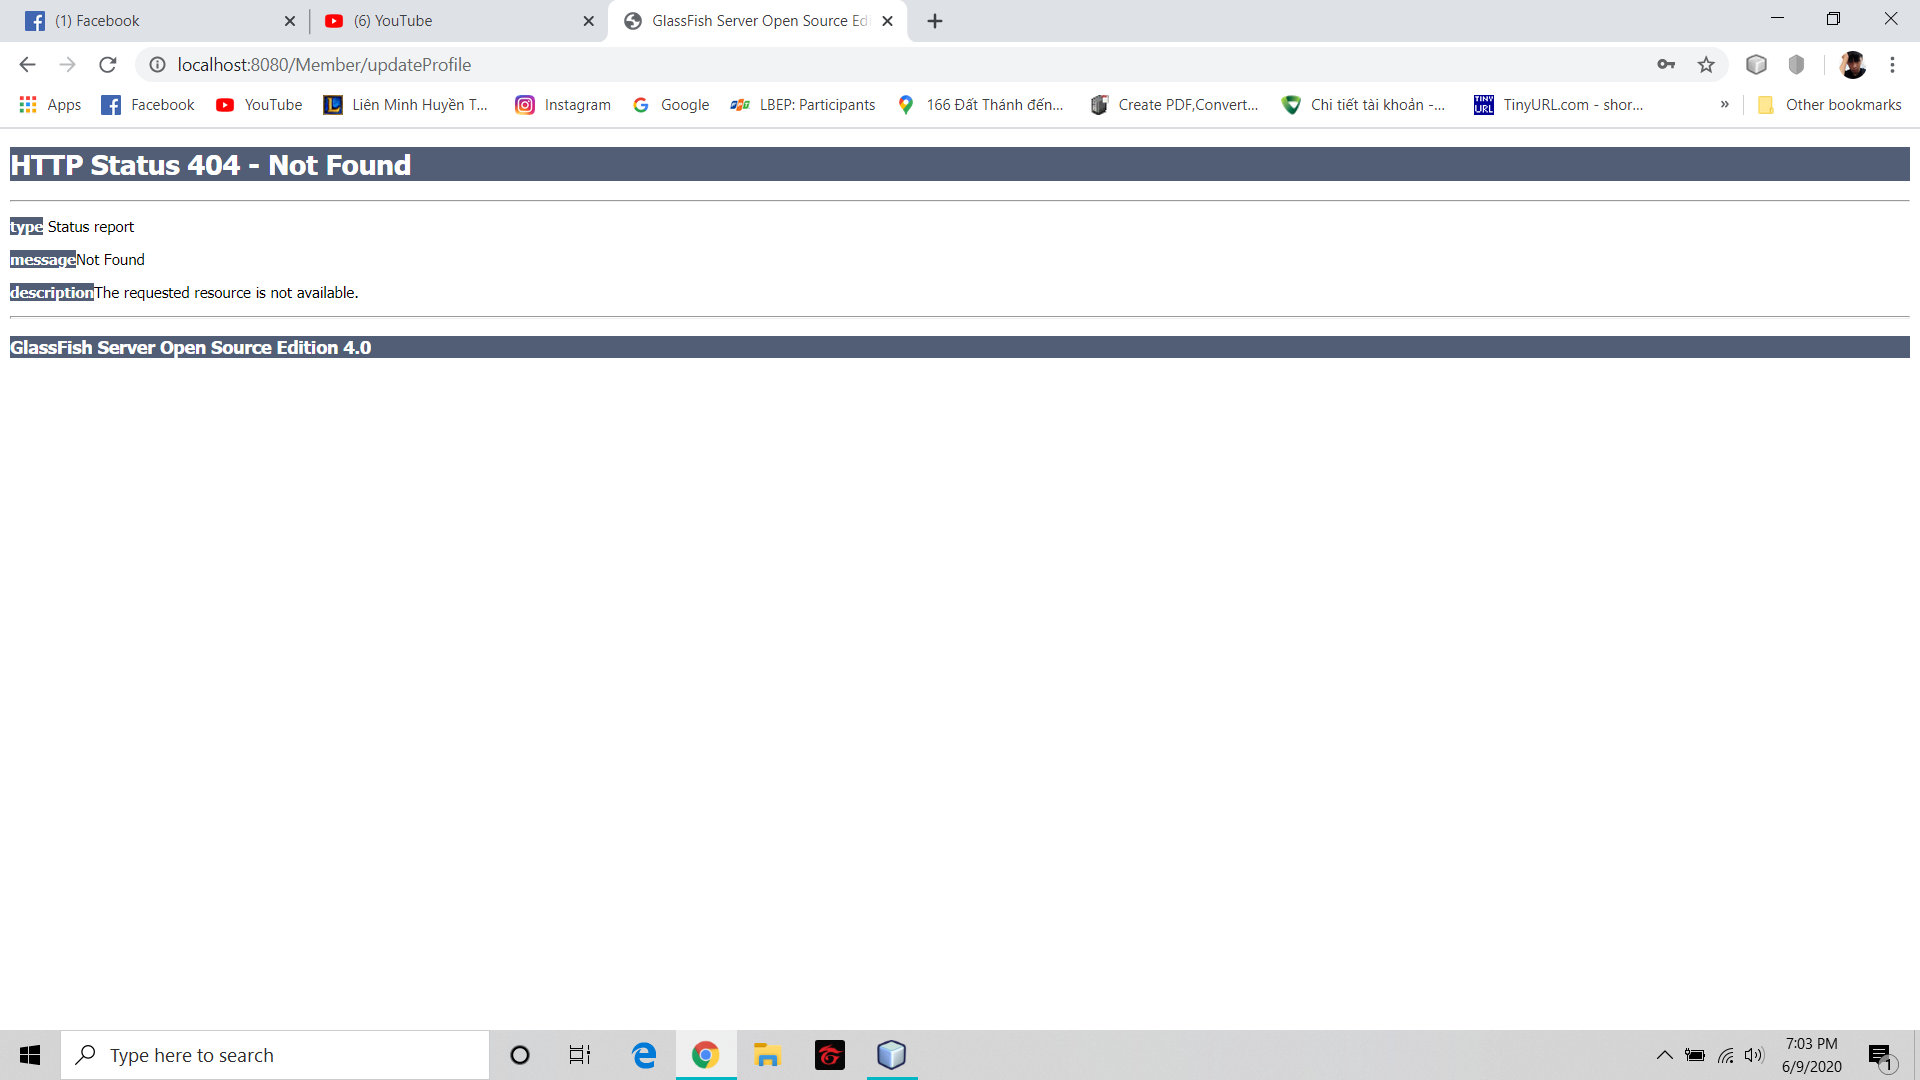 (1) Facebook
(6) YouTube
GlassFish Server Open Source Edi
localhost:8080/Member/updateProfile
Apps
Facebook
YouTube
Liên Minh Huyền T...
Instagram
Google
LBEP: Participants
166 Đất Thánh đến...
Create PDF,Convert...
Chi tiết tài khoản -...
TINY
URL
TinyURL.com - shor...
»
Other bookmarks
HTTP Status 404 - Not Found
type Status report
messageNot Found
descriptionThe requested resource is not available.
GlassFish Server Open Source Edition 4.0
Type here to search
7:03 PM
6/9/2020
1